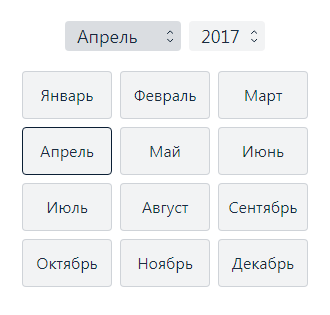 Апрель 2017
Январь Февраль Март
Апрель Май Июнь
Июль Август Сентябрь
Октябрь Ноябрь Декабрь